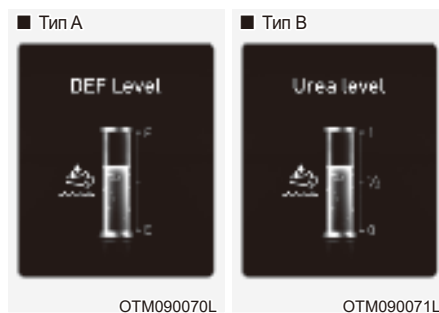 ■ Тип A
DEF Level
F
E
OTM090070L
■ Тип B
Urea level
1
½
0
OTM090071L